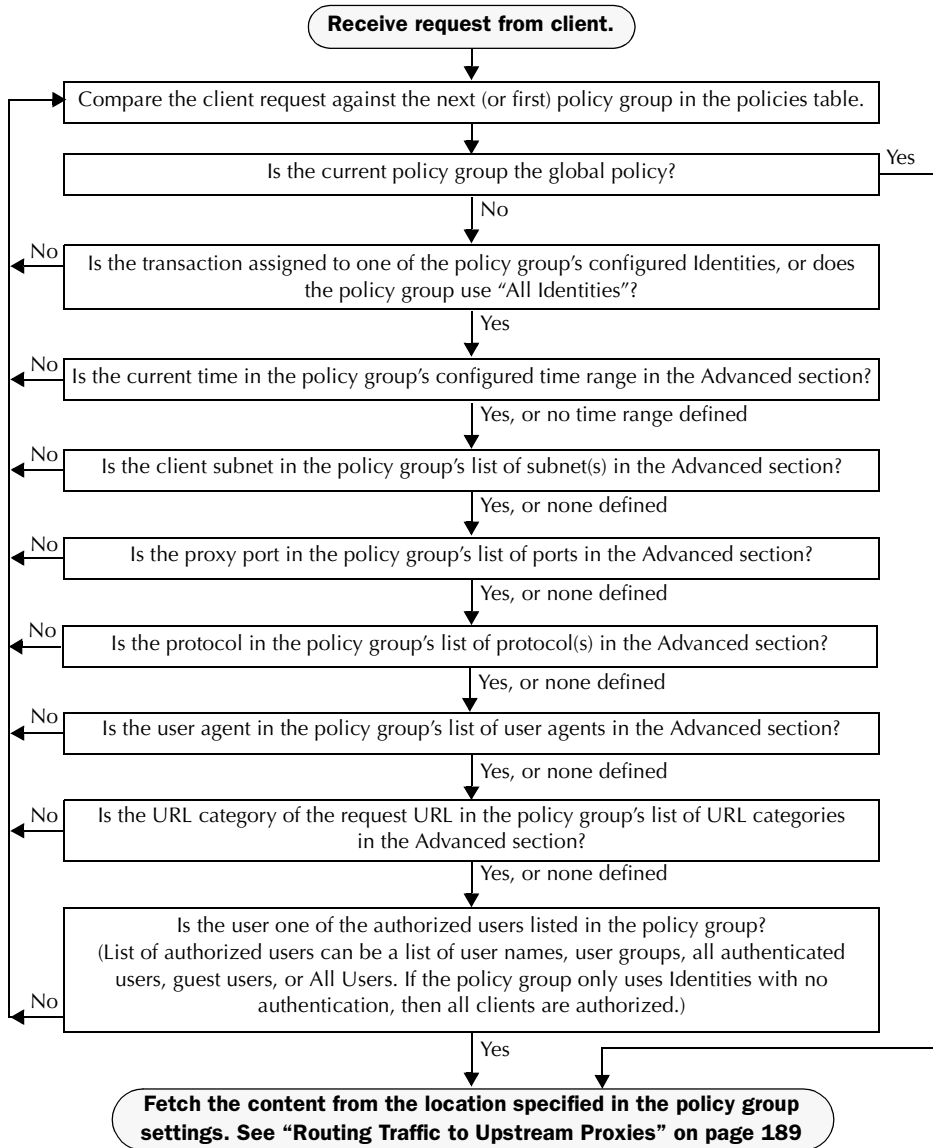 Receive request from client.
Compare the client request against the next (or first) policy group in the policies table.
Is the current policy group the global policy?
Yes
No
No
Is the transaction assigned to one of the policy group's configured Identities, or does
the policy group use “All Identities”?
Yes
No
Is the current time in the policy group's configured time range in the Advanced section?
Yes, or no time range defined
No
Is the client subnet in the policy group's list of subnet(s) in the Advanced section?
Yes, or none defined
No
Is the proxy port in the policy group's list of ports in the Advanced section?
Yes, or none defined
No
Is the protocol in the policy group's list of protocol(s) in the Advanced section?
Yes, or none defined
No
Is the user agent in the policy group's list of user agents in the Advanced section?
Yes, or none defined
No
Is the URL category of the request URL in the policy group's list of URL categories
in the Advanced section?
Yes, or none defined
Is the user one of the authorized users listed in the policy group?
(List of authorized users can be a list of user names, user groups, all authenticated
users, guest users, or All Users. If the policy group only uses Identities with no
authentication, then all clients are authorized.)
No
Yes
Fetch the content from the location specified in the policy group
settings. See “Routing Traffic to Upstream Proxies” on page 189